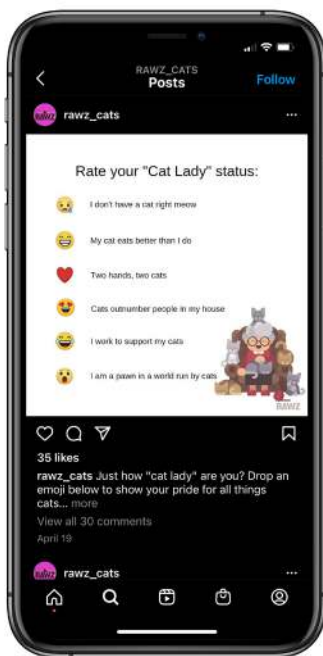 RAWZ_CATS
Posts
Follow
RAWZ
rawz_cats
Rate your "Cat Lady" status:
I don't have a cat right meow
My cat eats better than I do
Two hands, two cats
Cats outnumber people in my house
I work to support my cats
I am a pawn in a world run by cats
RAWZ
35 likes
rawz_cats Just how "cat lady" are you? Drop an
emoji below to show your pride for all things
cats... more
View all 30 comments
April 19
RAWZ
rawz_cats